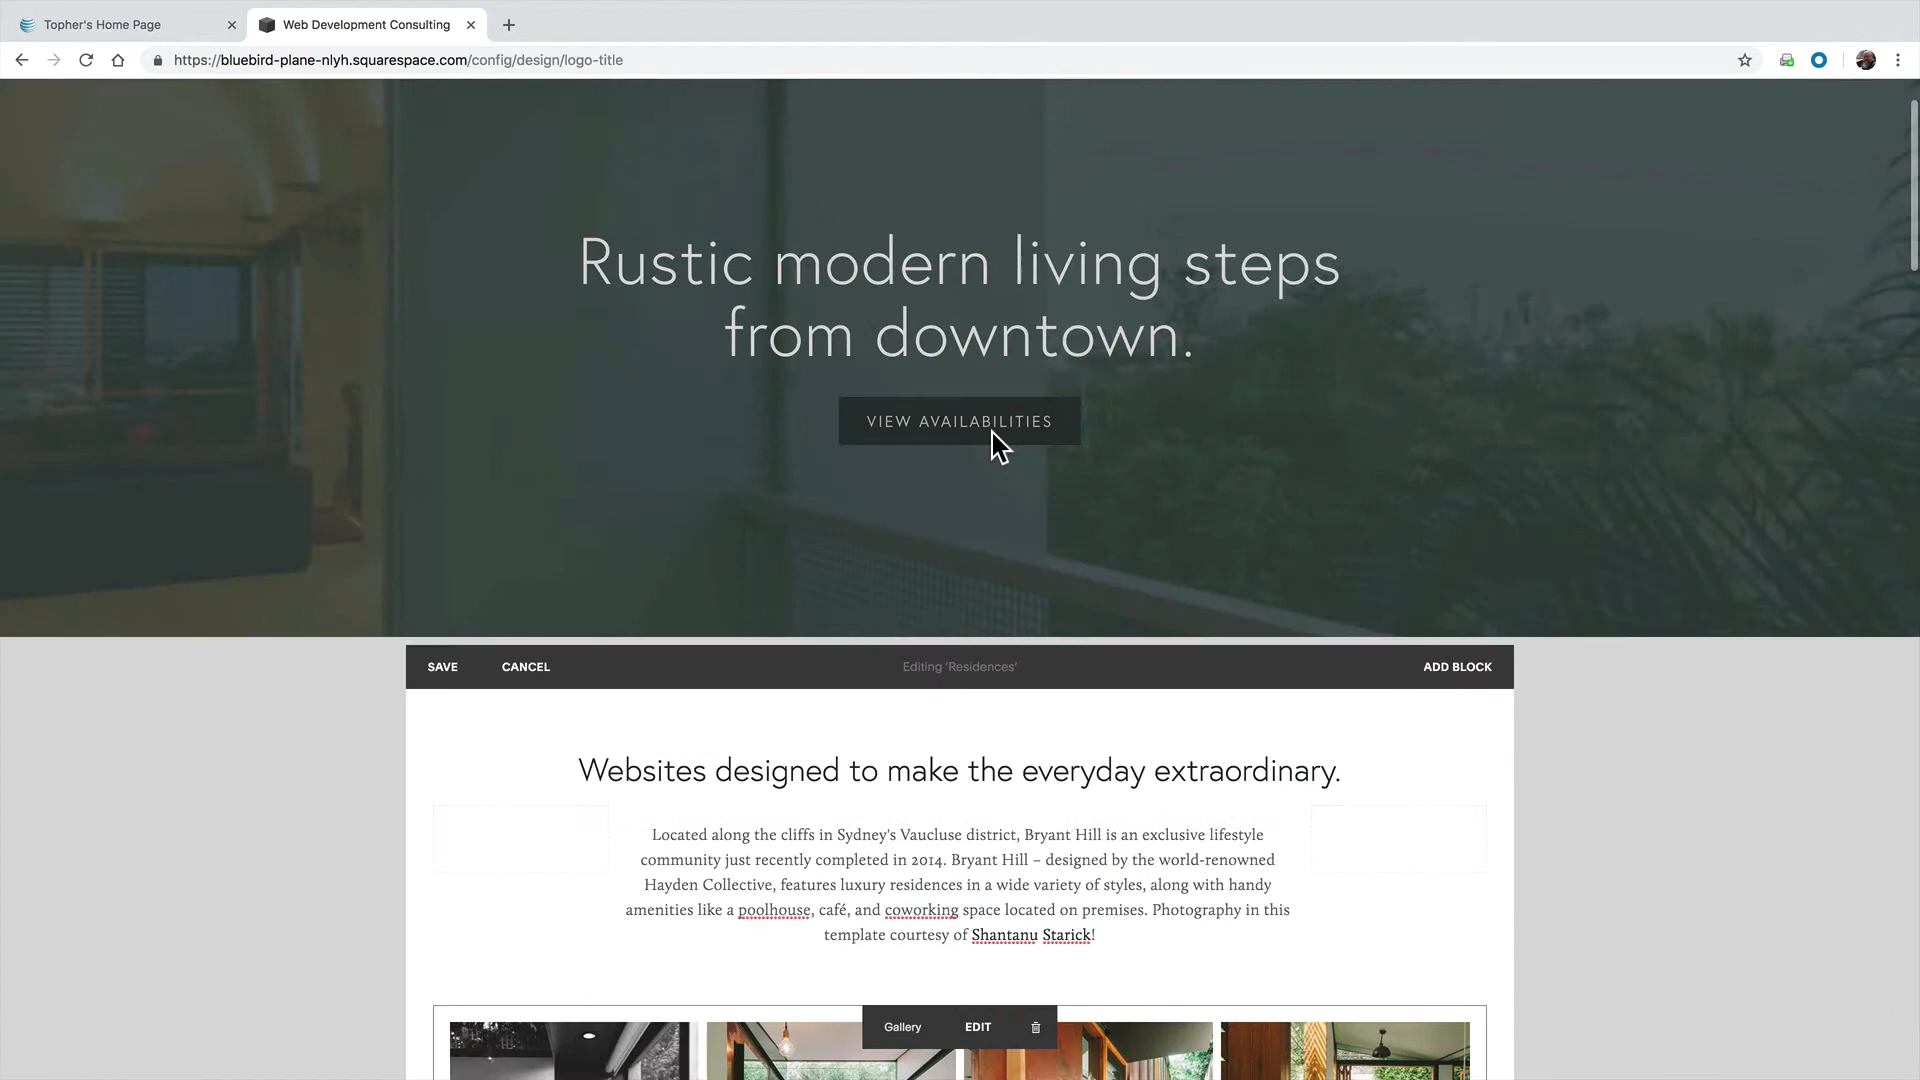 Topher's Home Page
Web Development Consulting
https://bluebird-plane-nlyh.squarespace.com/config/design/logo-title
Rustic modern living steps
from downtown.
VIEW AVAILABILITIES
SAVE CANCEL Editing 'Residences' ADD BLOCK
Websites designed to make the everyday extraordinary.
Located along the cliffs in Sydney's Vaucluse district, Bryant Hill is an exclusive lifestyle
community just recently completed in 2014. Bryant Hill – designed by the world-renowned
Hayden Collective, features luxury residences in a wide variety of styles, along with handy
amenities like a poolhouse, café, and coworking space located on premises. Photography in this
template courtesy of Shantanu Starick!
Gallery EDIT